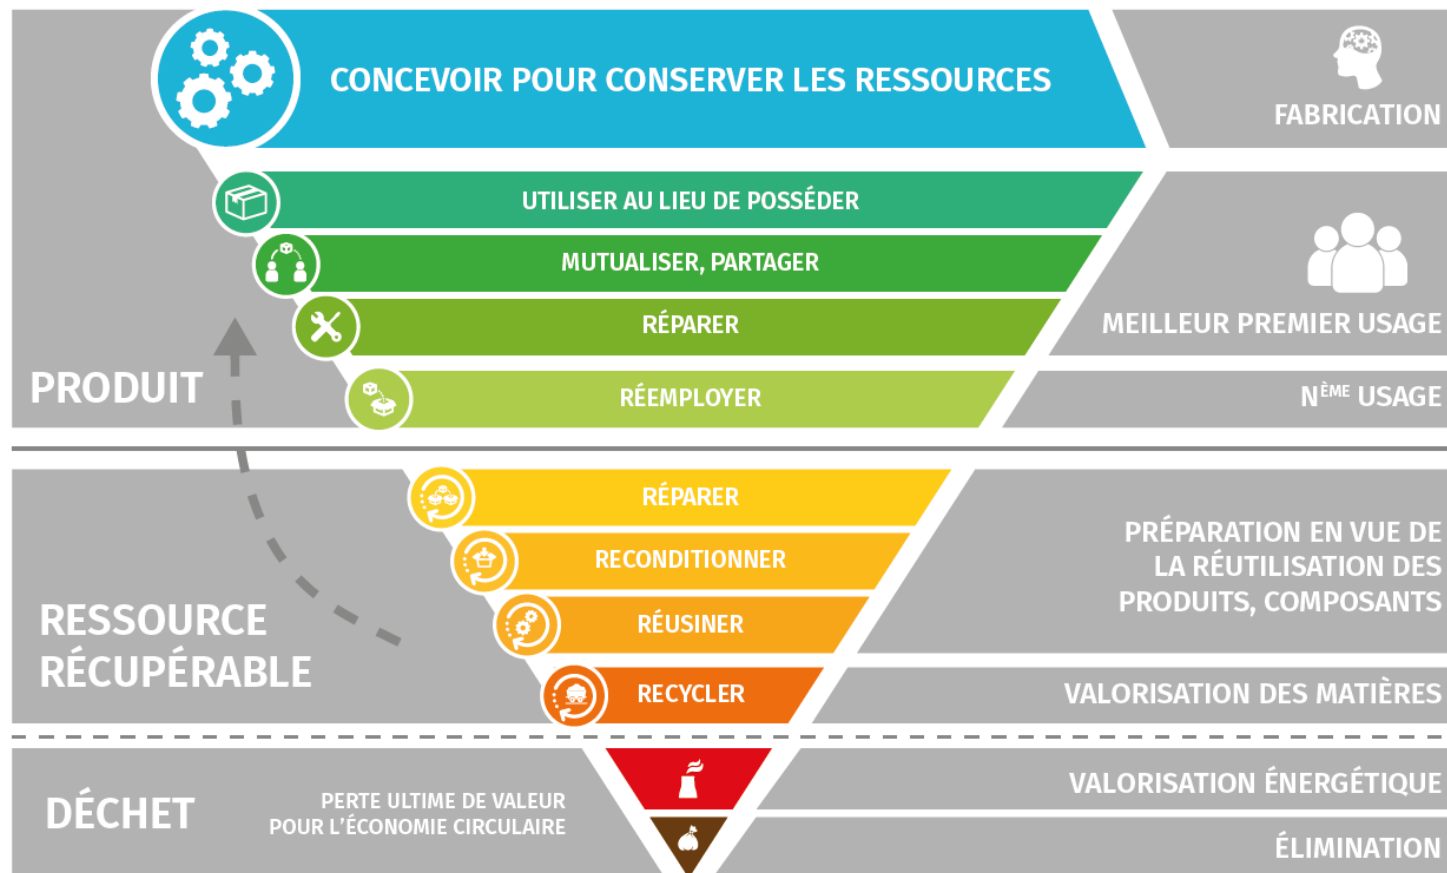 CONCEVOIR POUR CONSERVER LES RESSOURCES
FABRICATION
UTILISER AU LIEU DE POSSÉDER
MUTUALISER, PARTAGER
RÉPARER
MEILLEUR PREMIER USAGE
PRODUIT
RÉEMPLOYER
NÈME USAGE
RÉPARER
RECONDITIONNER
RÉUSINER
PRÉPARATION EN VUE DE
LA RÉUTILISATION DES
PRODUITS, COMPOSANTS
RESSOURCE
RÉCUPÉRABLE
RECYCLER
VALORISATION DES MATIÈRES
DÉCHET
PERTE ULTIME DE VALEUR
POUR L'ÉCONOMIE CIRCULAIRE
VALORISATION ÉNERGÉTIQUE
ÉLIMINATION